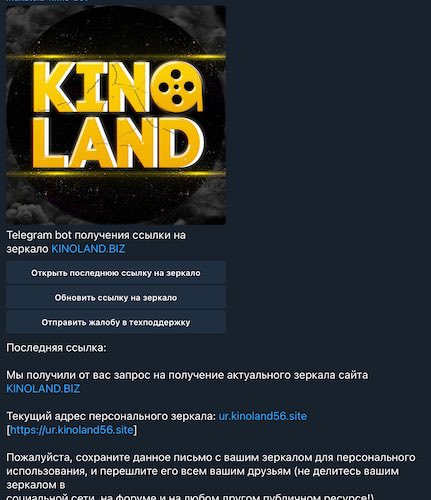 KINO
LAND
Telegram bot получения ссылки на
зеркало KINOLAND.BIZ
Открыть последнюю ссылку на зеркало
Обновить ссылку на зеркало
Отправить жалобу в техподдержку
Последняя ссылка:
Мы получили от вас запрос на получение актуального зеркала сайта
KINOLAND.BIZ
Текущий адрес персонального зеркала: ur.kinoland56.site
[https://ur.kinoland56.site]
Пожалуйста, сохраните данное письмо с вашим зеркалом для персонального
использования, и перешлите его всем вашим друзьям (не делитесь вашим
зеркалом в
социальной сети, на форуме и на любом другом публичном ресурсе!)